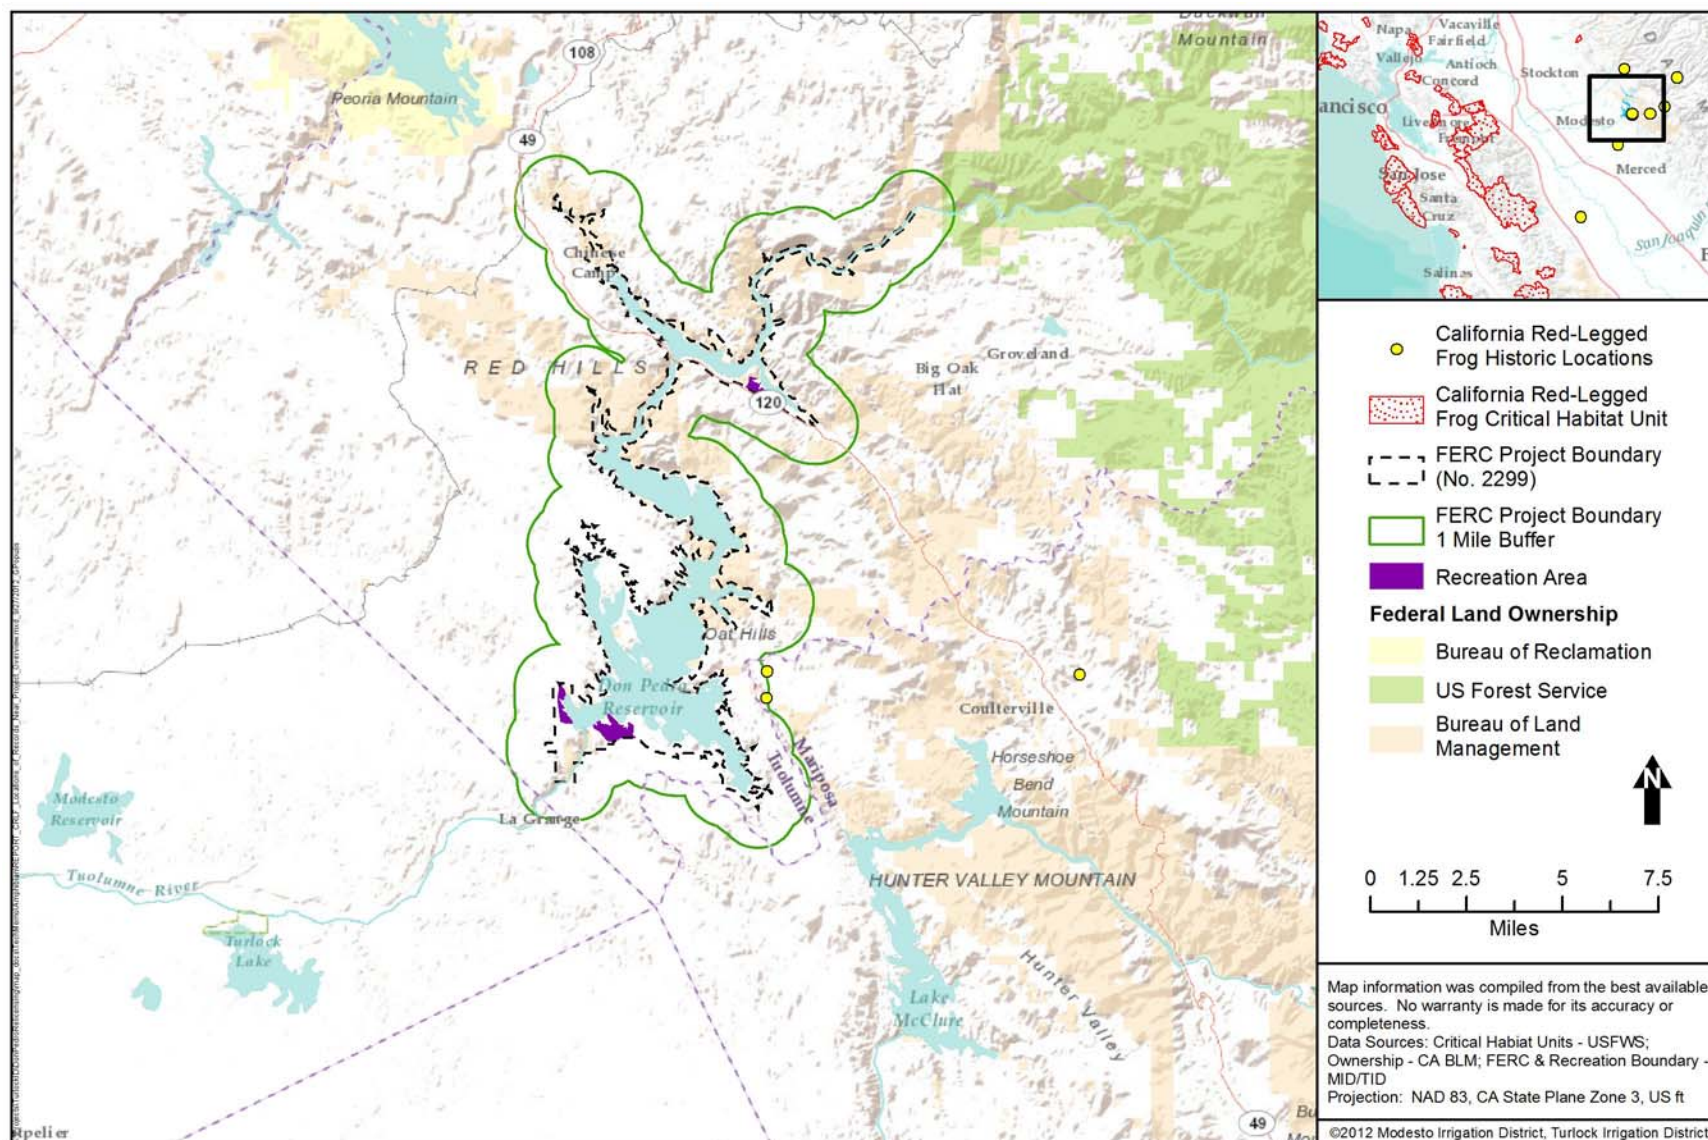 108
Mountain
Peoria Mountain
49
Chinese
Camp
RED HILLS
Groveland
Big Oak
Flat
120
Oat Hills
Don Pedro
Reservoir
Coulterville
Mariposa
Tuolumne
Horseshoe
Bend
Mountain
Modesto
Reservoir
La Grange
Tuolumne River
HUNTER VALLEY MOUNTAIN
Turlock
Lake
Hunter Valley
Lake
McClure
49
Napa
Vacaville
Fairfield
Vallejo
Antioch
Concord
Stockton
ancisco
Livermore
Fremont
Modesto
San Jose
Merced
Santa
Cruz
San Joaquin
Salinas
California Red-Legged
Frog Historic Locations
California Red-Legged
Frog Critical Habitat Unit
FERC Project Boundary
(No. 2299)
FERC Project Boundary
1 Mile Buffer
Recreation Area
Federal Land Ownership
Bureau of Reclamation
US Forest Service
Bureau of Land
Management
N
0 1.25 2.5 5 7.5
Miles
Map information was compiled from the best available
sources. No warranty is made for its accuracy or
completeness.
Data Sources: Critical Habiat Units - USFWS;
Ownership - CA BLM; FERC & Recreation Boundary -
MID/TID
Projection: NAD 83, CA State Plane Zone 3, US ft
©2012 Modesto Irrigation District, Turlock Irrigation District